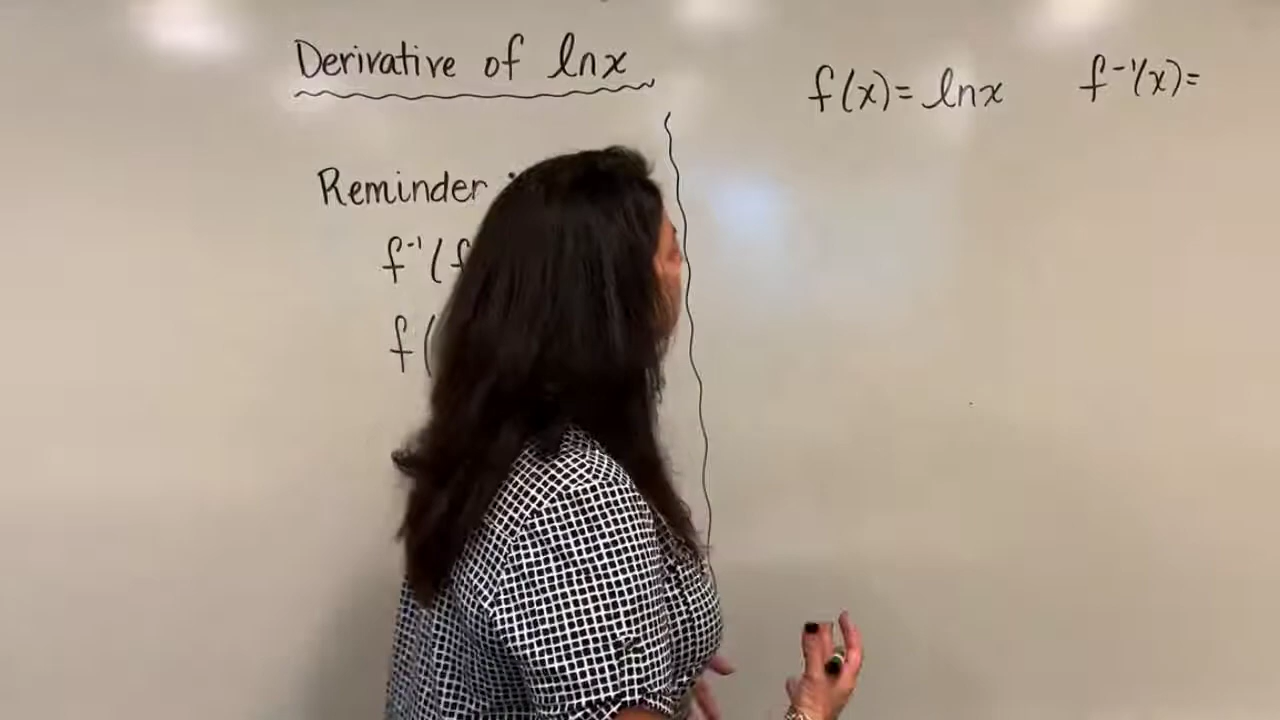 Derivative of lnx
Reminder :
f⁻¹(f
f(
f(x)= lnx
f⁻¹(x)=